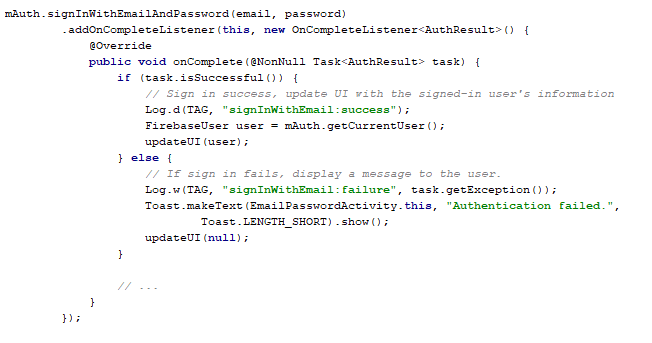 mAuth.signInWithEmailAndPassword(email, password)
        .addOnCompleteListener(this, new OnCompleteListener<AuthResult>() {
            @Override
            public void onComplete(@NonNull Task<AuthResult> task) {
                if (task.isSuccessful()) {
                    // Sign in success, update UI with the signed-in user's information
                    Log.d(TAG, "signInWithEmail:success");
                    FirebaseUser user = mAuth.getCurrentUser();
                    updateUI(user);
                } else {
                    // If sign in fails, display a message to the user.
                    Log.w(TAG, "signInWithEmail:failure", task.getException());
                    Toast.makeText(EmailPasswordActivity.this, "Authentication failed.",
                            Toast.LENGTH_SHORT).show();
                    updateUI(null);
                }

                // ...
            }
        });